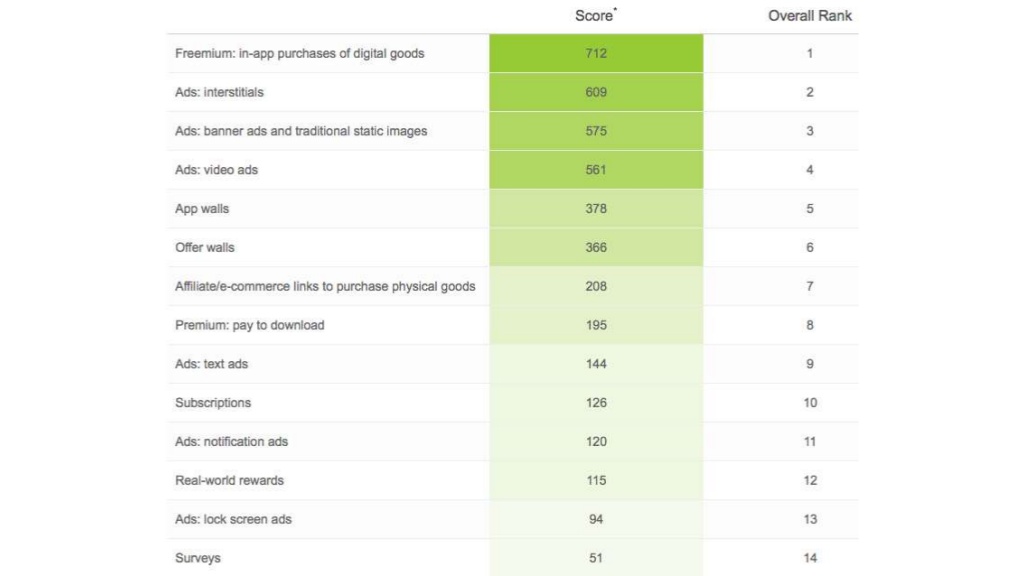 Score* Overall Rank
Freemium: in-app purchases of digital goods 712 1
Ads: interstitials 609 2
Ads: banner ads and traditional static images 575 3
Ads: video ads 561 4
App walls 378 5
Offer walls 366 6
Affiliate/e-commerce links to purchase physical goods 208 7
Premium: pay to download 195 8
Ads: text ads 144 9
Subscriptions 126 10
Ads: notification ads 120 11
Real-world rewards 115 12
Ads: lock screen ads 94 13
Surveys 51 14